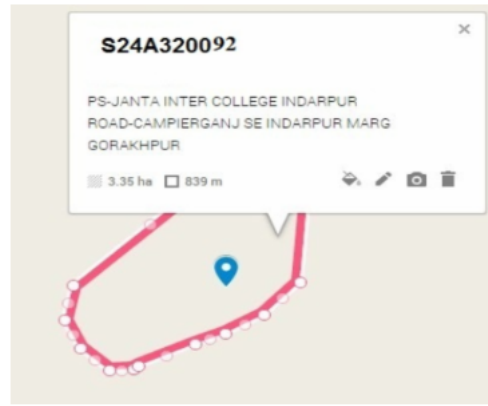 S24A320092
PS-JANTA INTER COLLEGE INDARPUR
ROAD-CAMPIERGANJ SE INDARPUR MARG
GORAKHPUR
3.35 ha 839 m